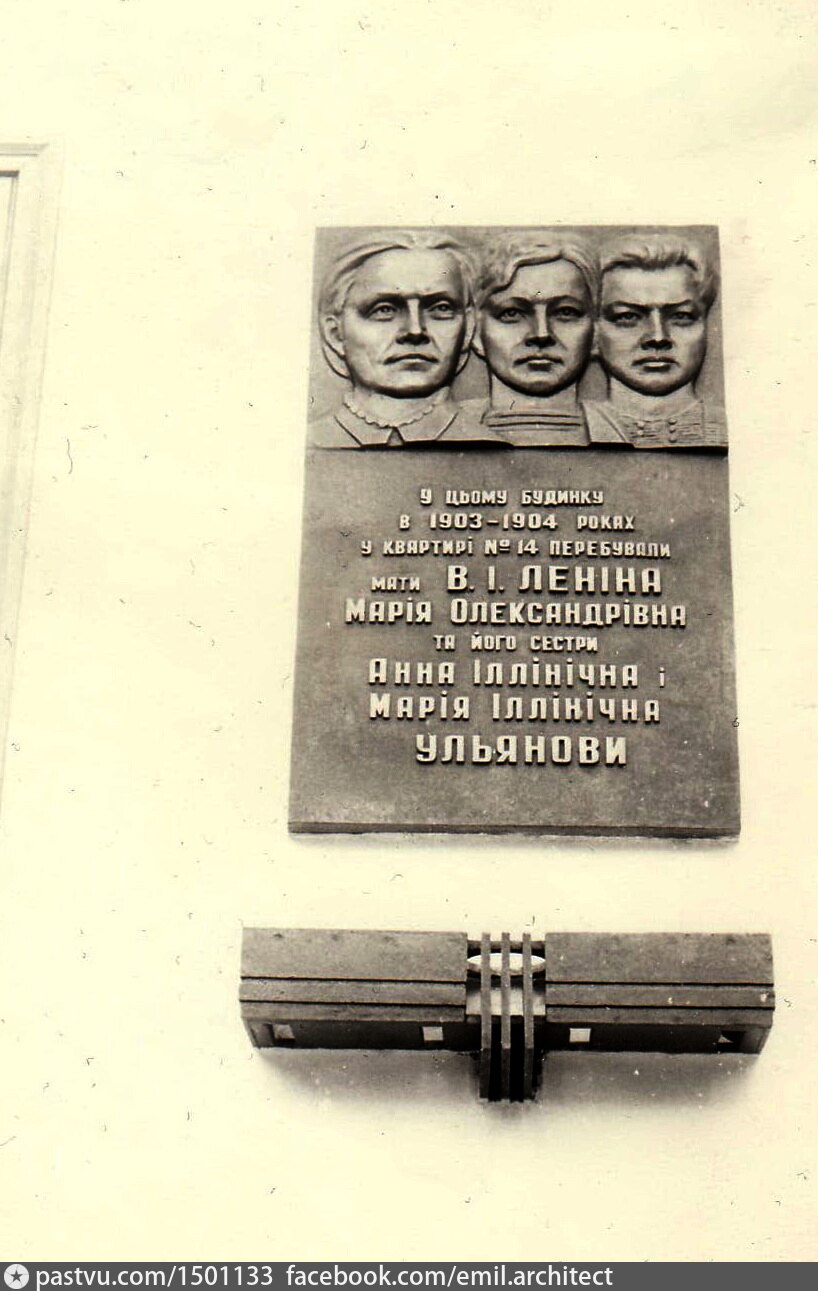 У ЦЬОМУ БУДИНКУ
В 1903-1904 РОКАХ
У КВАРТИРІ № 14 ПЕРЕБУВАЛИ
МАТИ В. І. ЛЕНІНА
МАРІЯ ОЛЕКСАНДРІВНА
ТА ЙОГО СЕСТРИ
АННА ІЛЛІНІЧНА і
МАРІЯ ІЛЛІНІЧНА
УЛЬЯНОВИ
pastvu.com/1501133 facebook.com/emil.architect